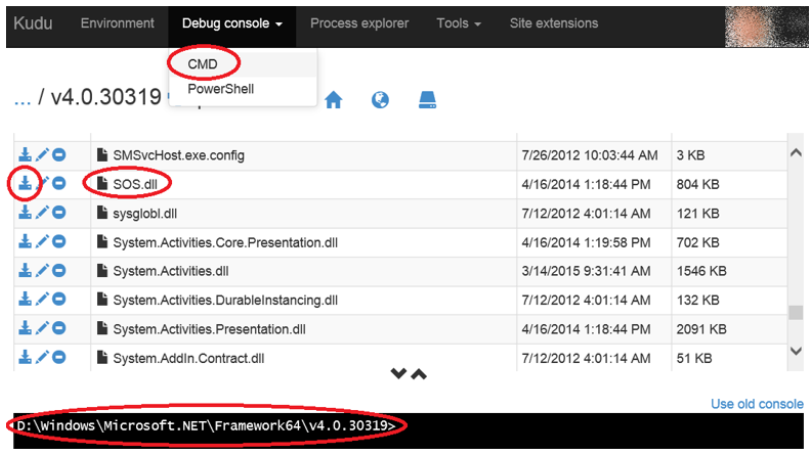 Kudu Environment Debug console Process explorer Tools Site extensions
CMD
PowerShell
... / v4.0.30319
SMSvcHost.exe.config 7/26/2012 10:03:44 AM 3 KB
SOS.dll 4/16/2014 1:18:44 PM 804 KB
sysglobl.dll 7/12/2012 4:01:14 AM 121 KB
System.Activities.Core.Presentation.dll 4/16/2014 1:19:58 PM 702 KB
System.Activities.dll 3/14/2015 9:31:41 AM 1546 KB
System.Activities.DurableInstancing.dll 7/12/2012 4:01:14 AM 132 KB
System.Activities.Presentation.dll 4/16/2014 1:18:44 PM 2091 KB
System.AddIn.Contract.dll 7/12/2012 4:01:14 AM 51 KB
Use old console
D:\Windows\Microsoft.NET\Framework64\v4.0.30319>